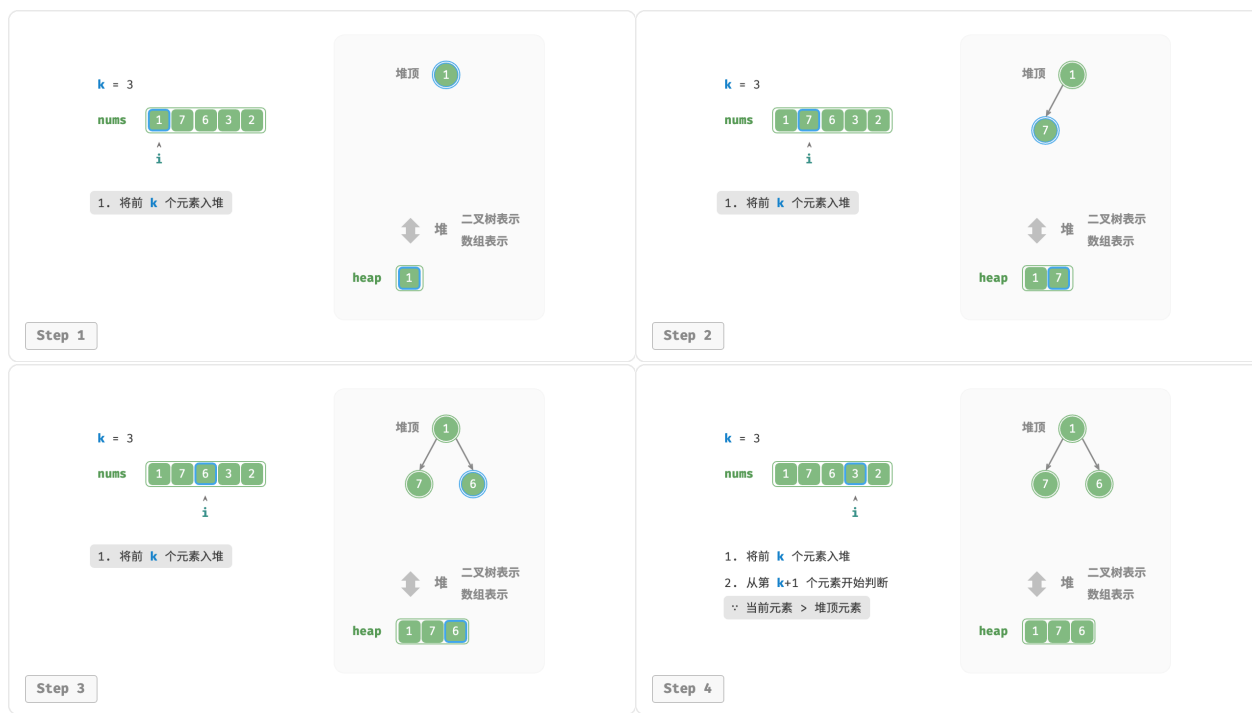 k = 3
nums 1 7 6 3 2
i
1. 将前 k 个元素入堆
堆顶 1
堆 二叉树表示
数组表示
heap 1
Step 1
k = 3
nums 1 7 6 3 2
i
1. 将前 k 个元素入堆
堆顶 1
7
堆 二叉树表示
数组表示
heap 1 7
Step 2
k = 3
nums 1 7 6 3 2
i
1. 将前 k 个元素入堆
堆顶 1
7 6
堆 二叉树表示
数组表示
heap 1 7 6
Step 3
k = 3
nums 1 7 6 3 2
i
1. 将前 k 个元素入堆
2. 从第 k+1 个元素开始判断
∵ 当前元素 > 堆顶元素
堆顶 1
7 6
堆 二叉树表示
数组表示
heap 1 7 6
Step 4